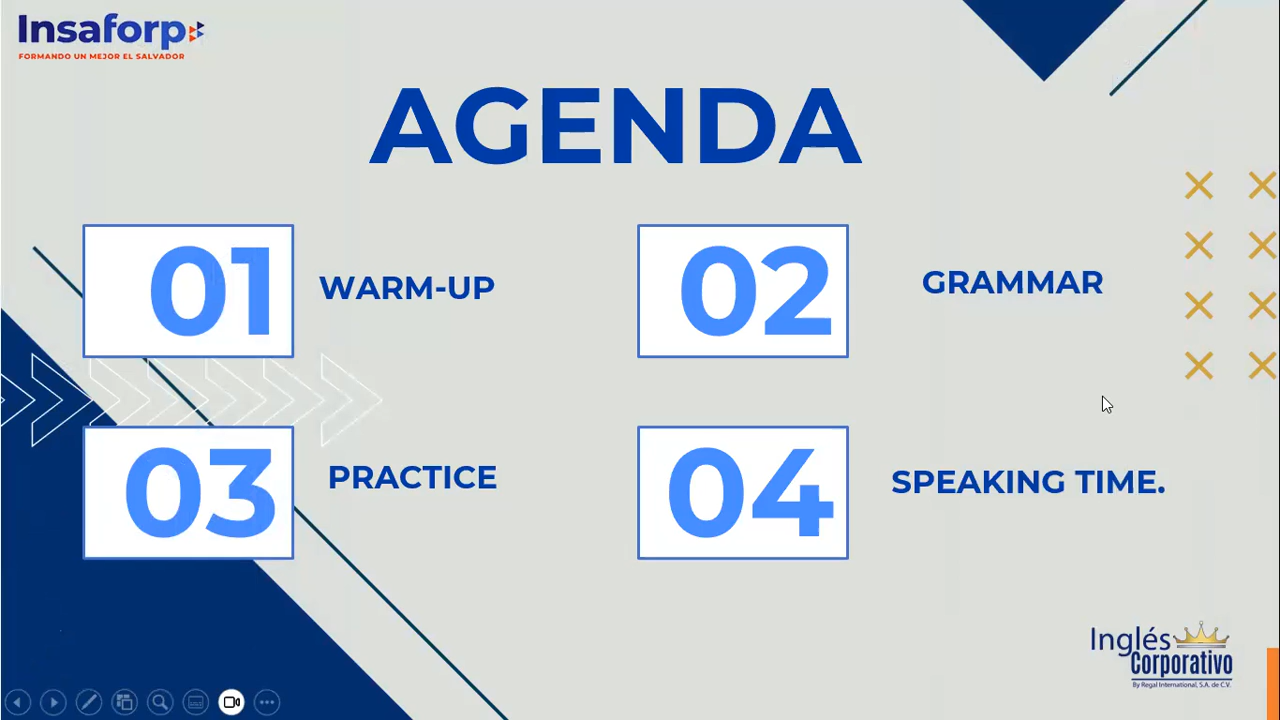 Insaforp
FORMANDO UN MEJOR EL SALVADOR
AGENDA
01
WARM-UP
02
GRAMMAR
03
PRACTICE
04
SPEAKING TIME.
Inglés
Corporativo
By Regal International, S.A. de C.V.